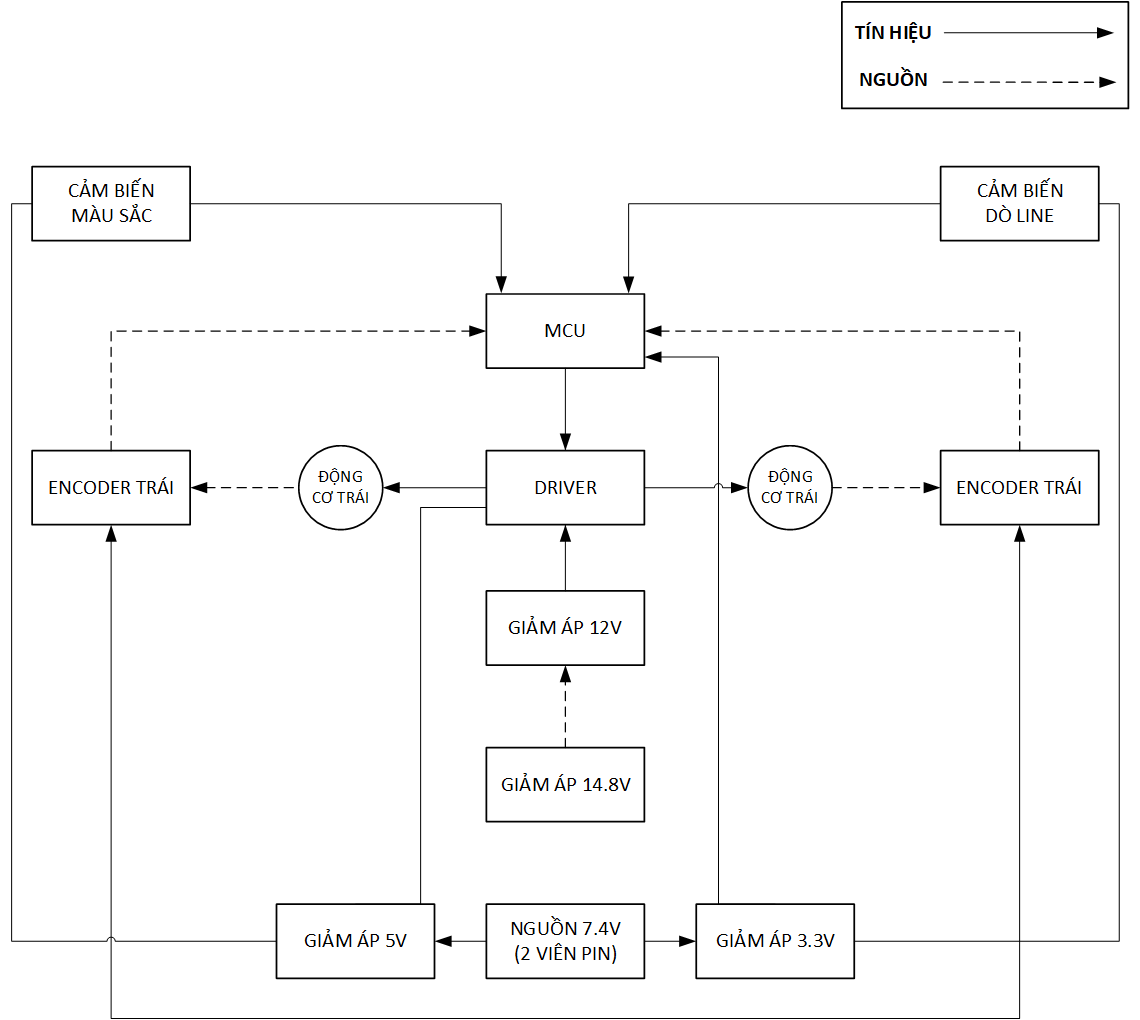 TÍN HIỆU
NGUỒN
CẢM BIẾN
MÀU SẮC
CẢM BIẾN
DÒ LINE
MCU
ENCODER TRÁI
ĐỘNG
CƠ TRÁI
DRIVER
ĐỘNG
CƠ TRÁI
ENCODER TRÁI
GIẢM ÁP 12V
GIẢM ÁP 14.8V
GIẢM ÁP 5V
NGUỒN 7.4V
(2 VIÊN PIN)
GIẢM ÁP 3.3V